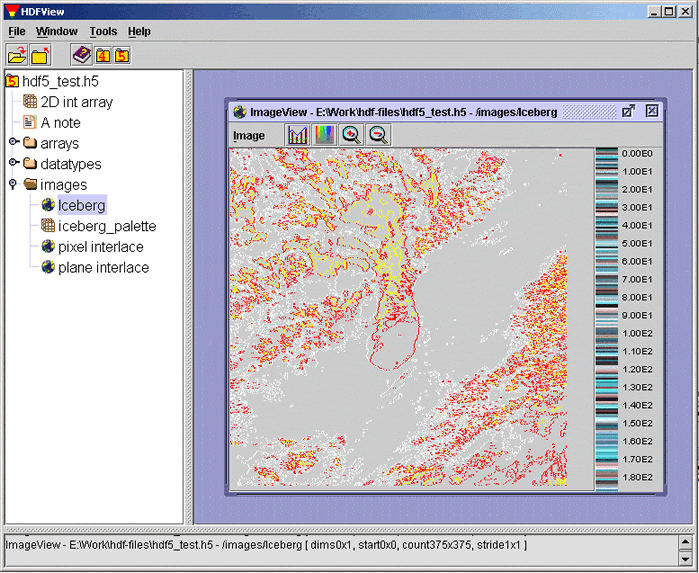 HDFView
File Window Tools Help
4 5
5 hdf5_test.h5
2D int array
A note
arrays
datatypes
images
Iceberg
iceberg_palette
pixel interlace
plane interlace
ImageView - E:\Work\hdf-files\hdf5_test.h5 - /images/Iceberg
Image
0.00E0
1.00E1
2.00E1
3.00E1
4.00E1
5.00E1
6.00E1
7.00E1
8.00E1
9.00E1
1.00E2
1.10E2
1.20E2
1.30E2
1.40E2
1.50E2
1.60E2
1.70E2
1.80E2
ImageView - E:\Work\hdf-files\hdf5_test.h5 - /images/Iceberg [ dims0x1, start0x0, count375x375, stride1x1 ]